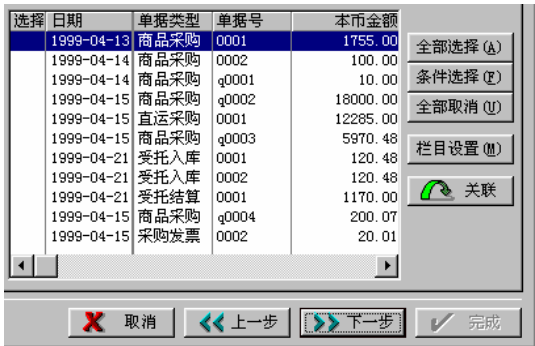 选择 日期 单据类型 单据号 本币金额
1999-04-13 商品采购 0001 1755.00
1999-04-14 商品采购 0002 100.00
1999-04-14 商品采购 q0001 10.00
1999-04-15 商品采购 q0002 18000.00
1999-04-15 直运采购 0001 12285.00
1999-04-15 商品采购 q0003 5970.48
1999-04-21 受托入库 0001 120.48
1999-04-21 受托入库 0002 120.48
1999-04-21 受托结算 0001 1170.00
1999-04-15 商品采购 q0004 200.07
1999-04-15 采购发票 0002 20.01
全部选择(A)
条件选择(F)
全部取消(U)
栏目设置(M)
关联
取消 上一步 下一步 完成